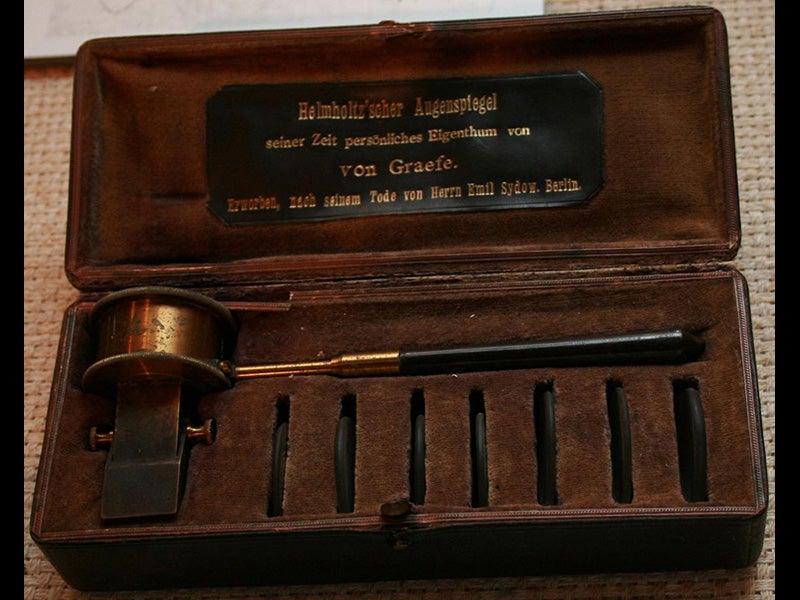 Helmholtz'scher Augenspiegel
seiner Zeit persönliches Eigenthum von
von Graefe.
Erworben, nach seinem Tode von Herrn Emil Sydow. Berlin.